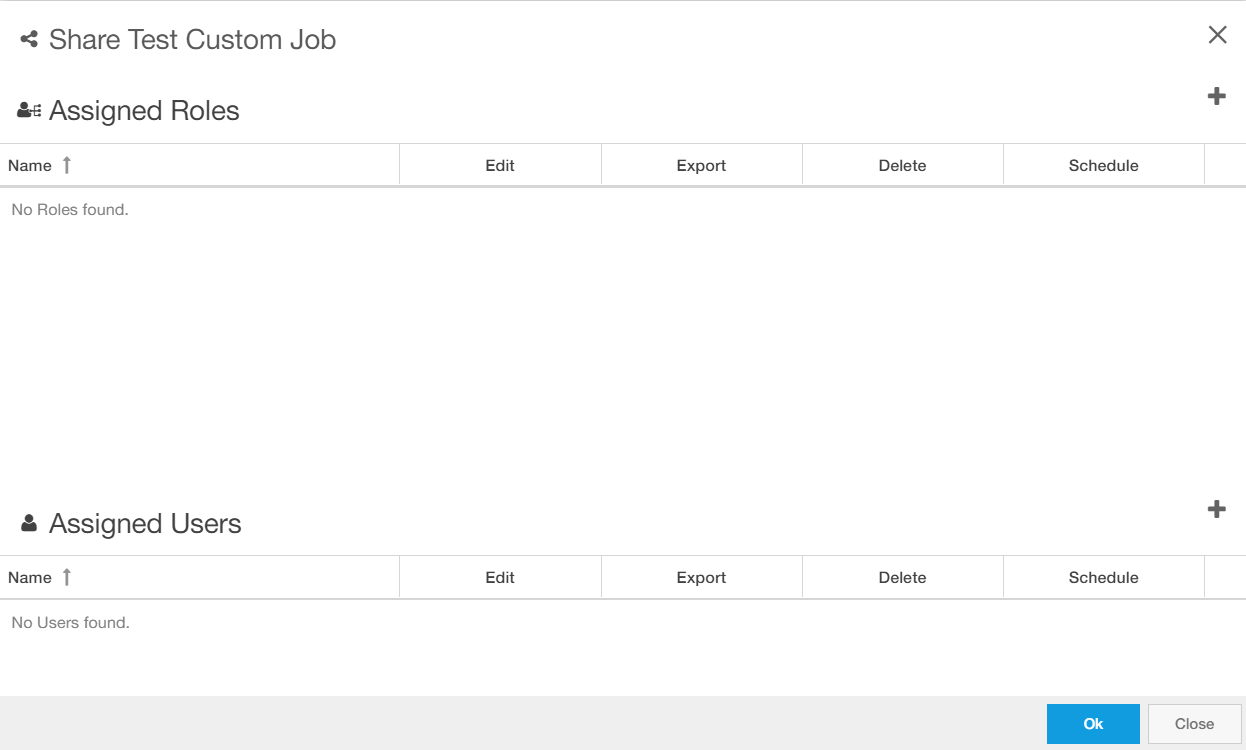 Share Test Custom Job
Assigned Roles
Name Edit Export Delete Schedule
No Roles found.
Assigned Users
Name Edit Export Delete Schedule
No Users found.
Ok Close